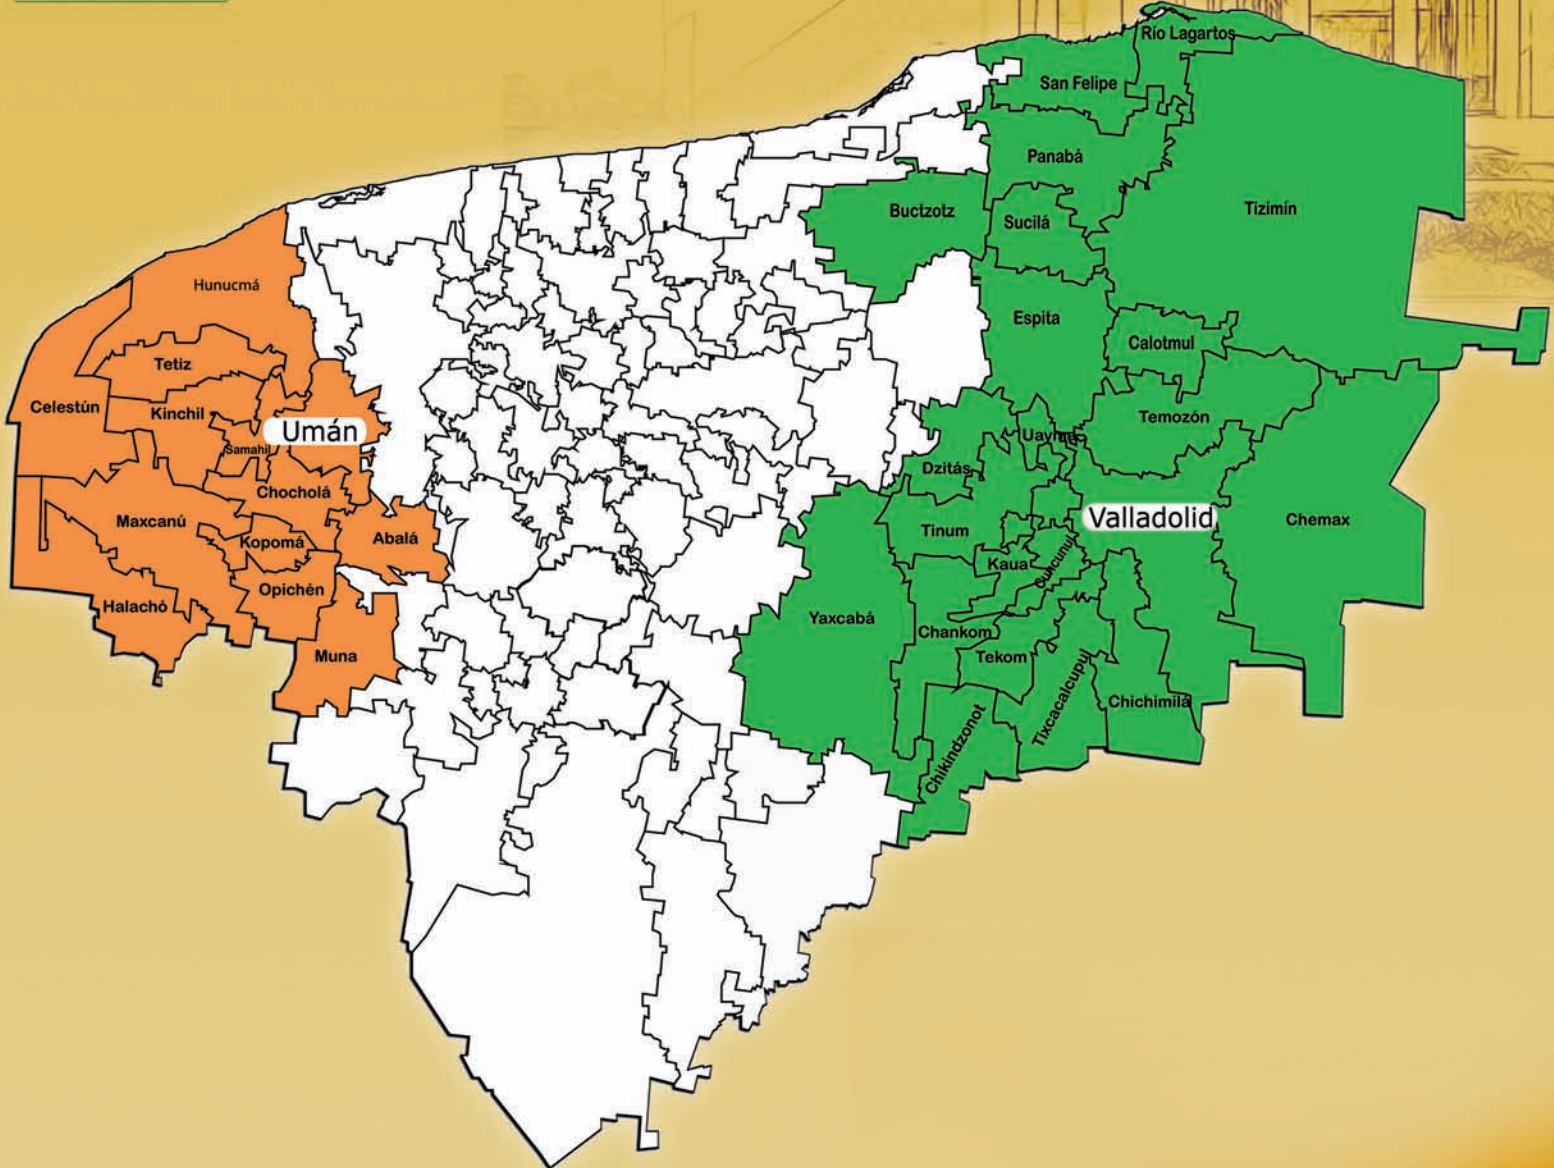 Río Lagartos
San Felipe
Panabá
Tizimín
Buctzotz
Sucilá
Hunucmá
Espita
Calotmul
Tetiz
Celestún
Kinchil
Umán
Temozón
Samahil
Uayma
Dzitás
Chocholá
Maxcanú
Valladolid
Chemax
Kopomá
Abalá
Tinum
Kaua
Cuncunul
Opichén
Halachó
Yaxcabá
Chankom
Muna
Tekom
Tixcacalcupul
Chichimilá
Chikindzonot